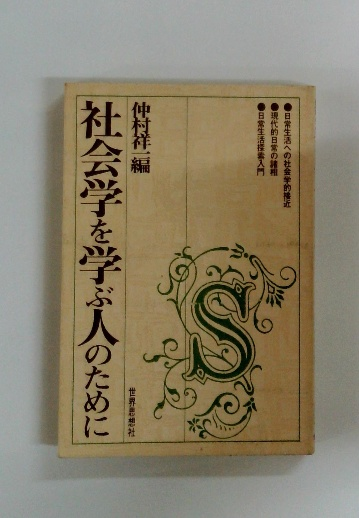 ●日常生活への社会学的接近
●現代的日常の諸相
●日常生活探索入門
仲村祥一編
社会学を学ぶ人のために
S
世界思想社